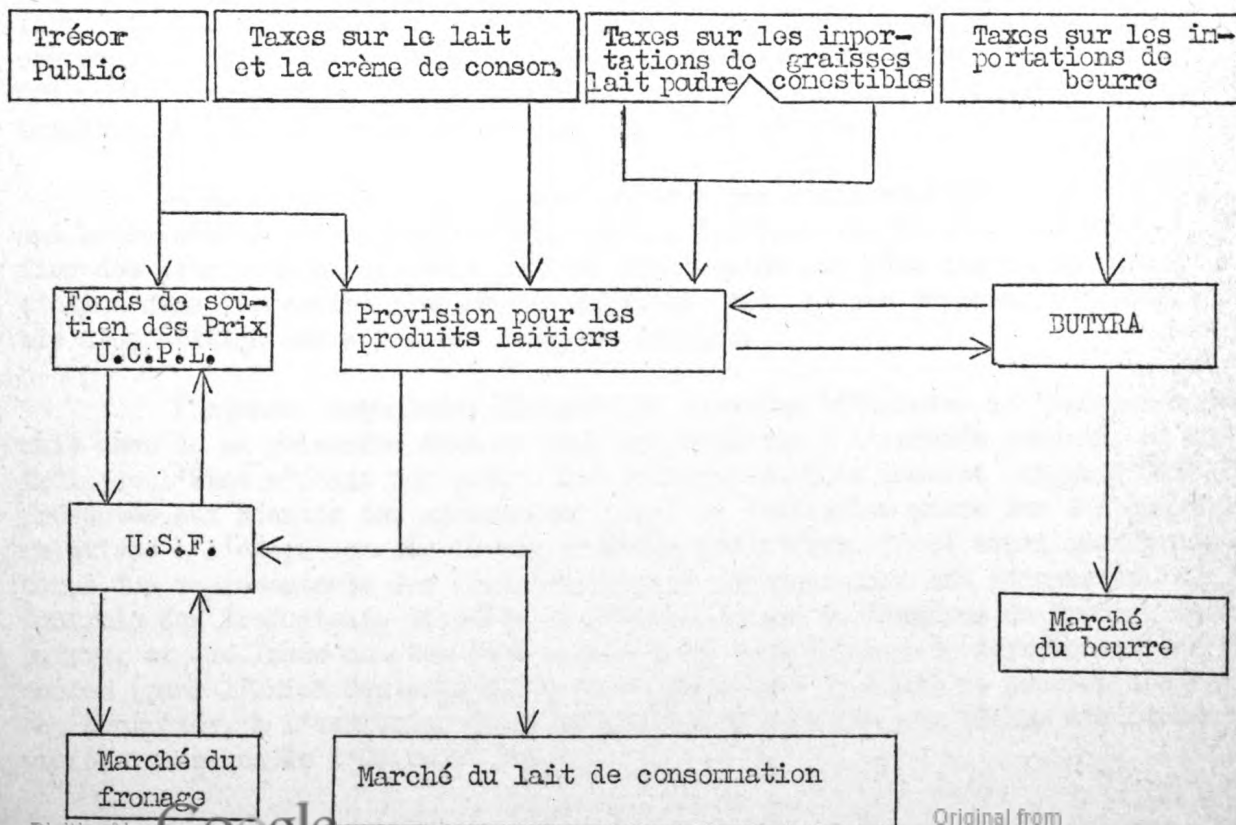 Trésor
Public
Taxes sur le lait
et la crème de consom.
Taxes sur les impor-
tations de graisses
lait poudre comestibles
Taxes sur les im-
portations de
beurre
Fonds de sou-
tien des Prix
U.C.P.L.
Provision pour les
produits laitiers
BUTYRA
U.S.F.
Marché
du beurre
Marché du
fromage
Marché du lait de consommation
Google
Original from